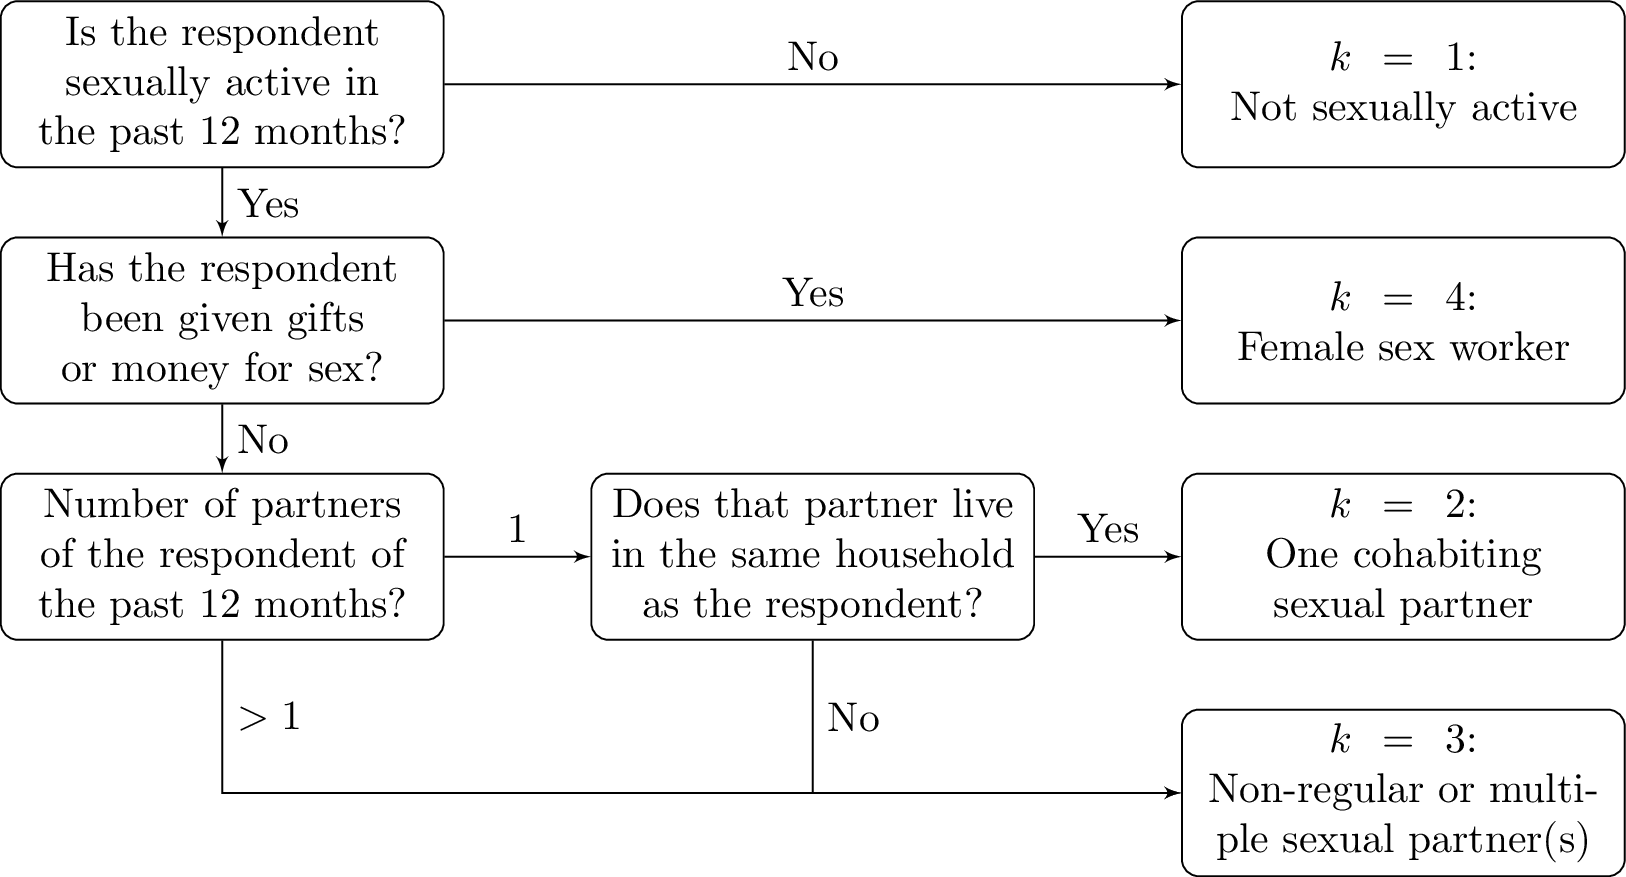 Is the respondent
sexually active in
the past 12 months?
No
k = 1:
Not sexually active
Yes
Has the respondent
been given gifts
or money for sex?
Yes
k = 4:
Female sex worker
No
Number of partners
of the respondent of
the past 12 months?
1
Does that partner live
in the same household
as the respondent?
Yes
k = 2:
One cohabiting
sexual partner
> 1
No
k = 3:
Non-regular or multi-
ple sexual partner(s)